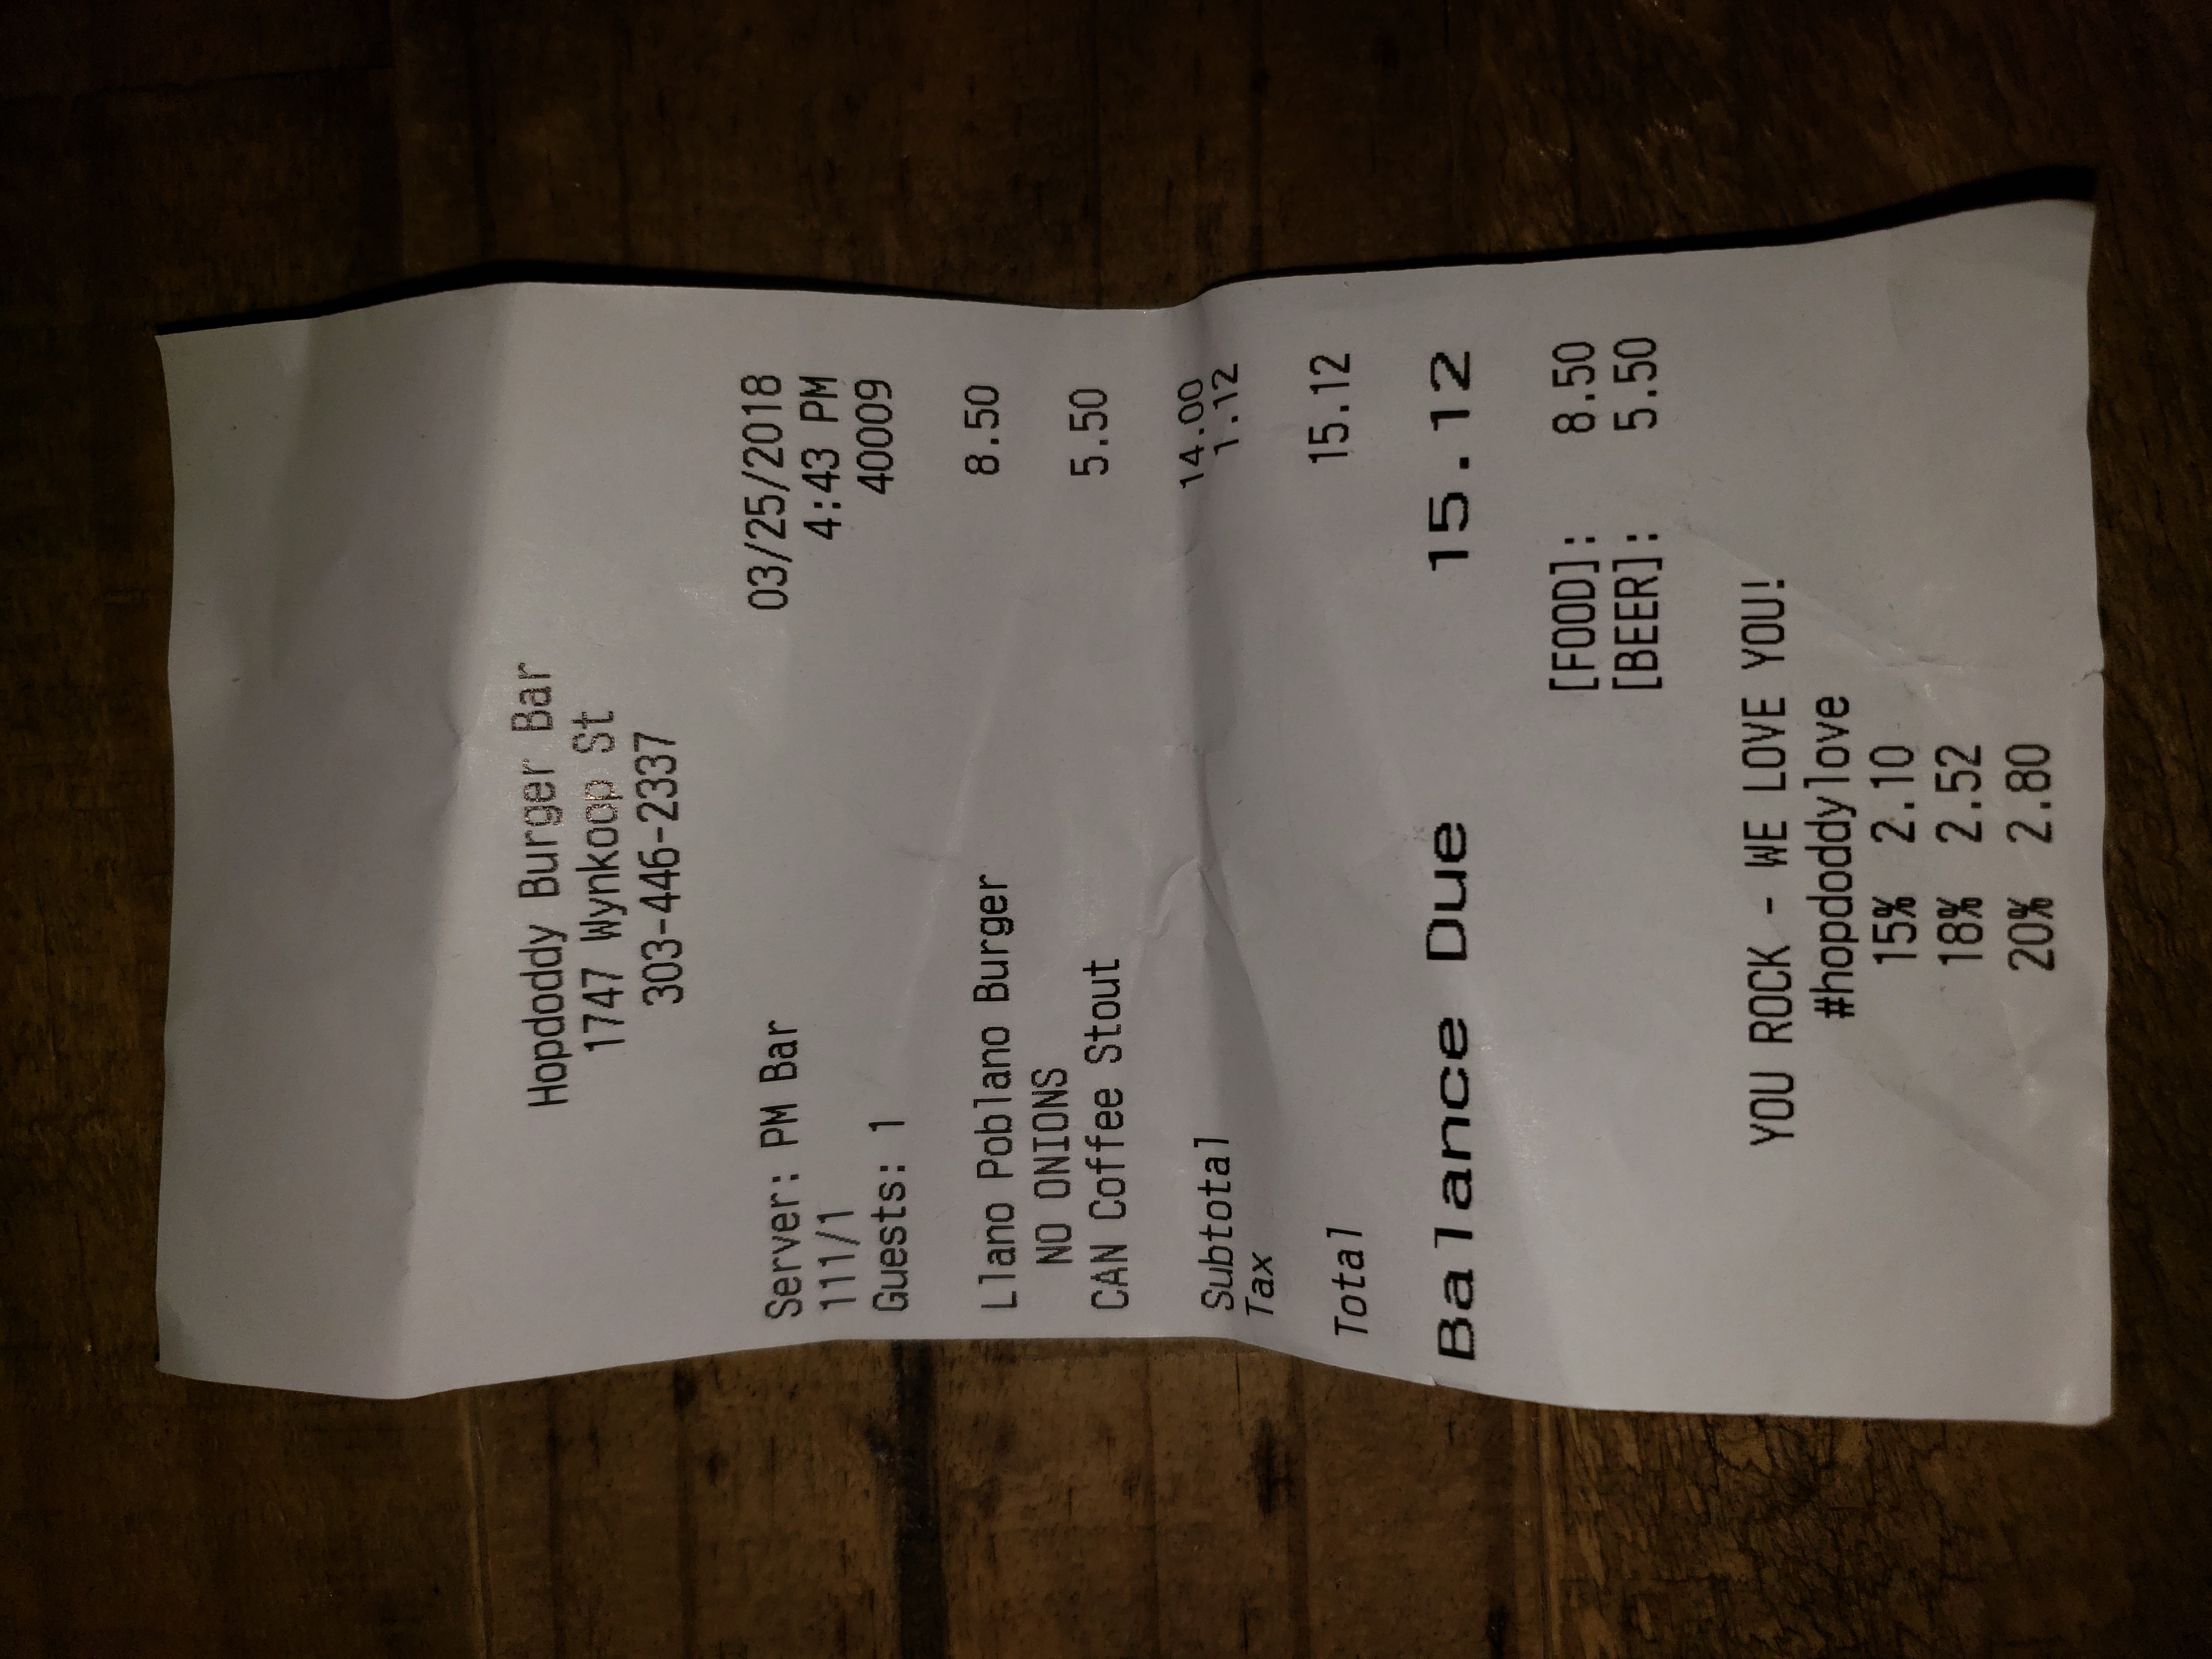 Hopdoddy Burger Bar
1747 Wynkoop St
303-446-2337
Server: PM Bar 03/25/2018
111/1 4:43 PM
Guests: 1 40009
Llano Poblano Burger 8.50
NO ONIONS
CAN Coffee Stout 5.50
Subtotal 14.00
Tax 1.12
Total 15.12
Balance Due 15.12
[FOOD]: 8.50
[BEER]: 5.50
YOU ROCK - WE LOVE YOU!
#hopdoddylove
15% 2.10
18% 2.52
20% 2.80